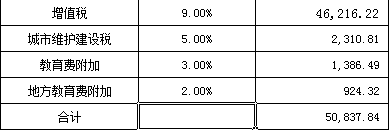 增值税 9.00% 46,216.22
城市维护建设税 5.00% 2,310.81
教育费附加 3.00% 1,386.49
地方教育费附加 2.00% 924.32
合计 50,837.84